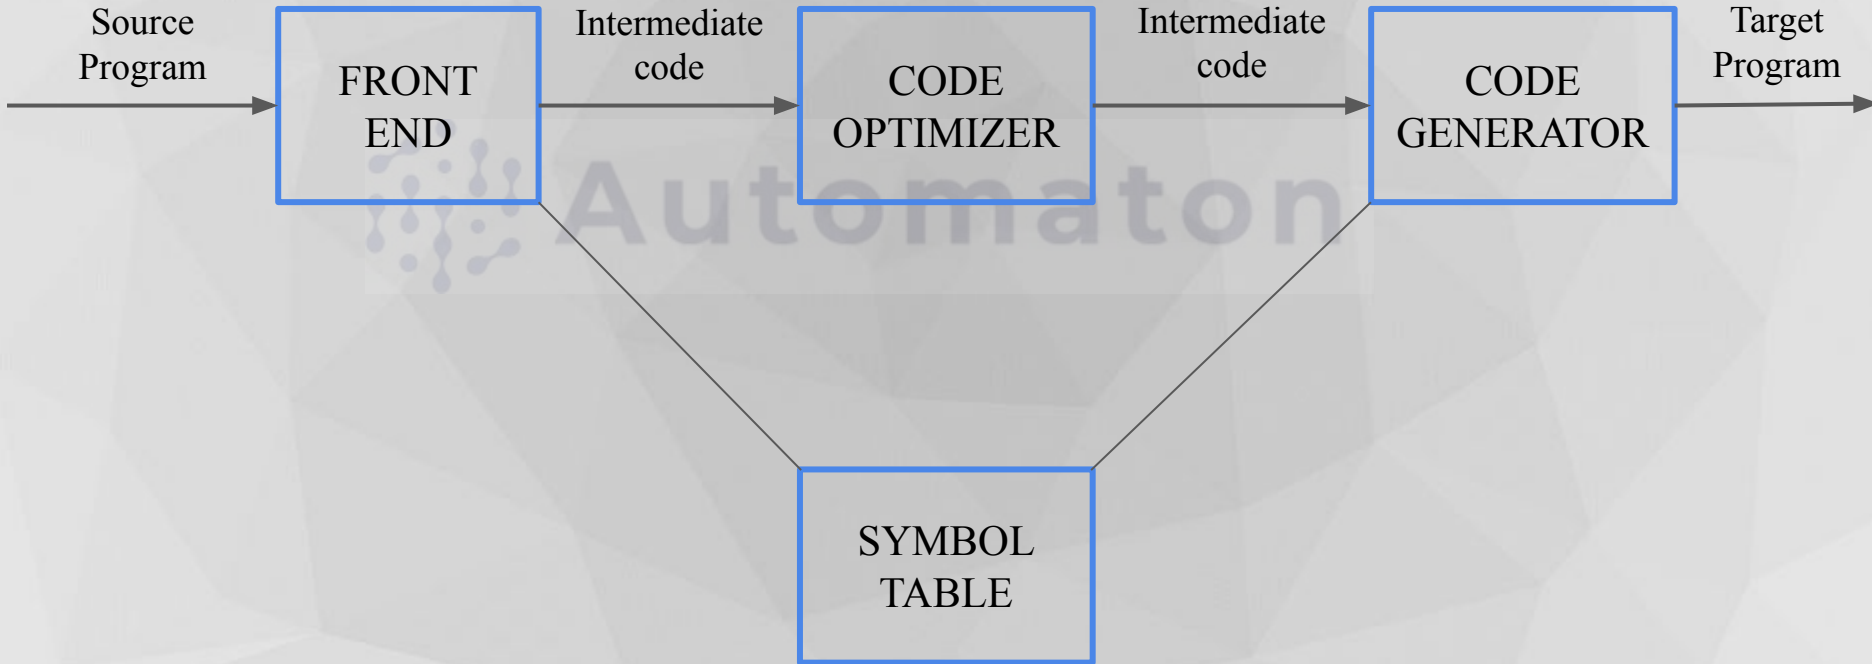 Source
Program
FRONT
END
Intermediate
code
CODE
OPTIMIZER
Intermediate
code
CODE
GENERATOR
Target
Program
Automaton
SYMBOL
TABLE